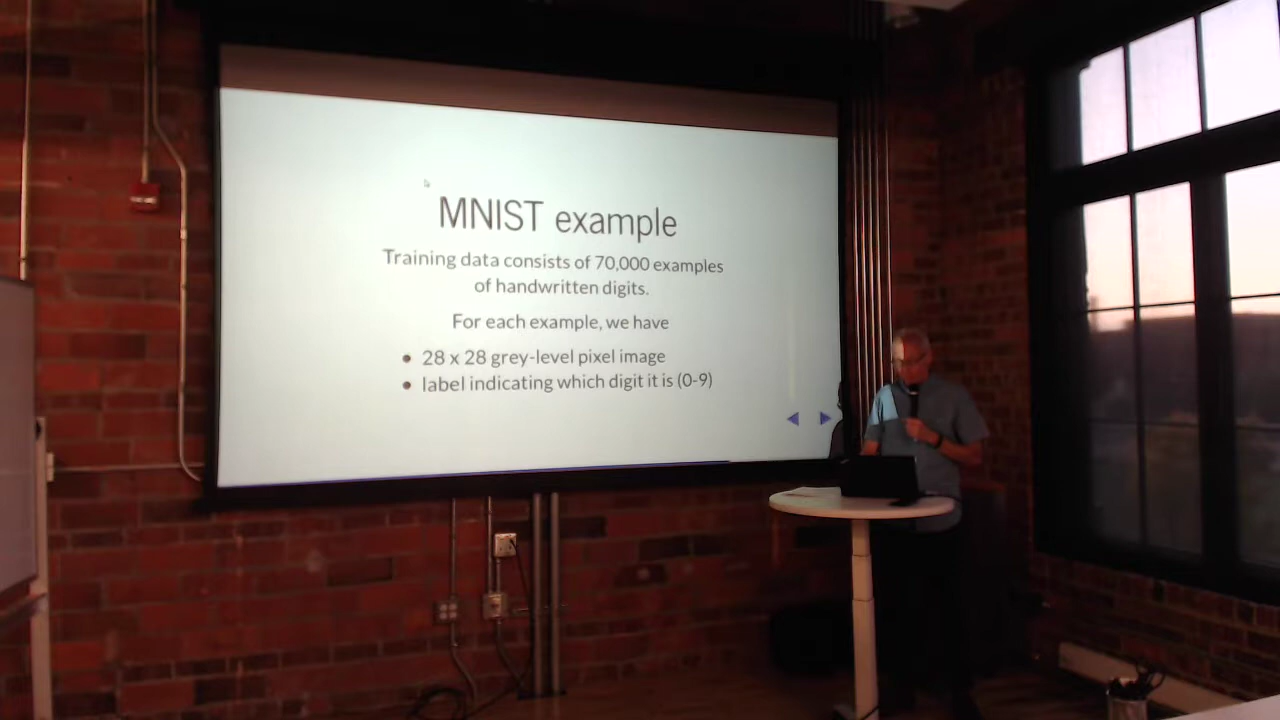 MNIST example
Training data consists of 70,000 examples
of handwritten digits.
For each example, we have
• 28 x 28 grey-level pixel image
• label indicating which digit it is (0-9)